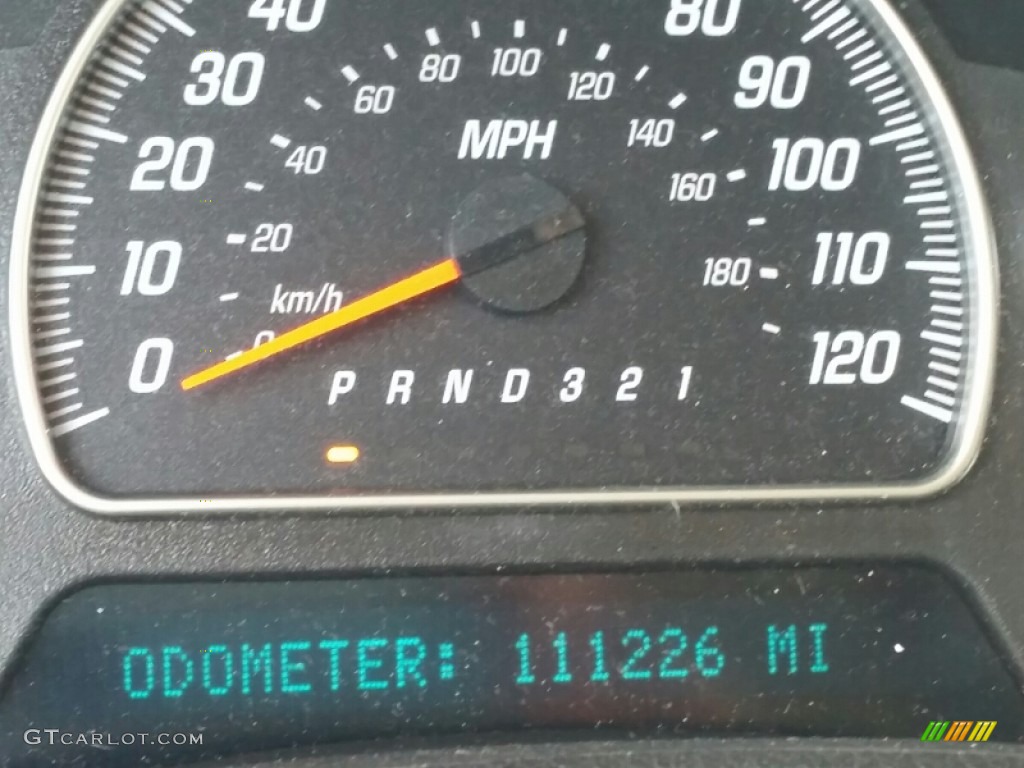 40 80
30 60 80 100 120 90
20 40 MPH 140 100
160
10 20 180 110
km/h
0 0 120
P R N D 3 2 1
ODOMETER: 111226 MI
GTCARLOT.COM